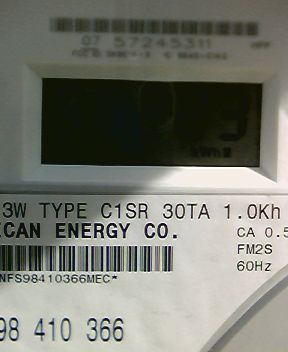 07 57245311
kWh
3W TYPE C1SR 30TA 1.0Kh
ICAN ENERGY CO.
CA 0.5
FM2S
60Hz
NFS98410366MEC*
98 410 366